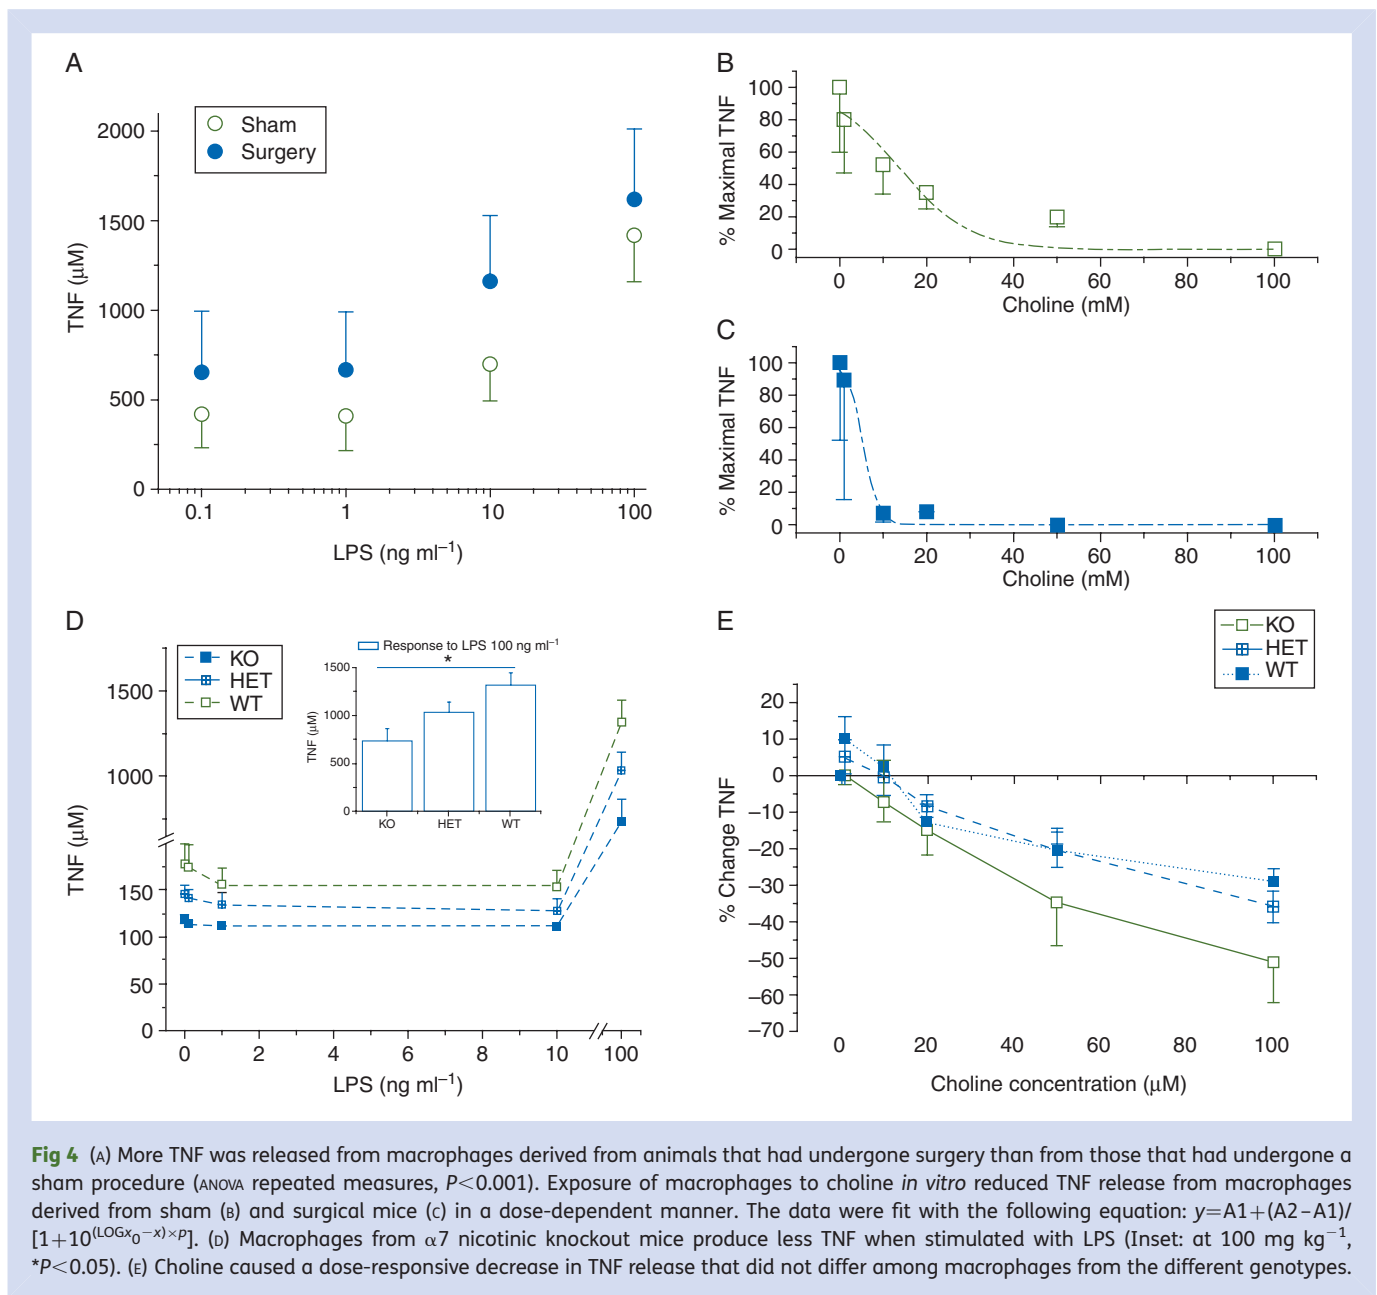 A
Sham
Surgery
2000
1500
1000
500
0
TNF (μM)
0.1 1 10 100
LPS (ng ml⁻¹)
B
100
80
60
40
20
0
% Maximal TNF
0 20 40 60 80 100
Choline (mM)
C
100
80
60
40
20
0
% Maximal TNF
0 20 40 60 80 100
Choline (mM)
D
KO
HET
WT
1500
1000
150
100
50
0
TNF (μM)
0 2 4 6 8 10 100
LPS (ng ml⁻¹)
Response to LPS 100 ng ml⁻¹
*
1500
1000
500
0
TNF (μM)
KO HET WT
E
KO
HET
WT
20
10
0
–10
–20
–30
–40
–50
–60
–70
% Change TNF
0 20 40 60 80 100
Choline concentration (μM)
Fig 4 (A) More TNF was released from macrophages derived from animals that had undergone surgery than from those that had undergone a
sham procedure (ANOVA repeated measures, P<0.001). Exposure of macrophages to choline in vitro reduced TNF release from macrophages
derived from sham (B) and surgical mice (C) in a dose-dependent manner. The data were fit with the following equation: y=A1+(A2–A1)/
[1+10^(LOGx₀−x)×p]. (D) Macrophages from α7 nicotinic knockout mice produce less TNF when stimulated with LPS (Inset: at 100 mg kg⁻¹,
*P<0.05). (E) Choline caused a dose-responsive decrease in TNF release that did not differ among macrophages from the different genotypes.